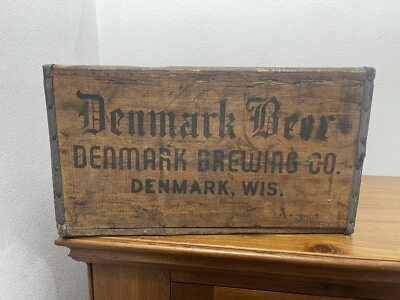 Denmark Beer
DENMARK BREWING CO.
DENMARK, WIS.